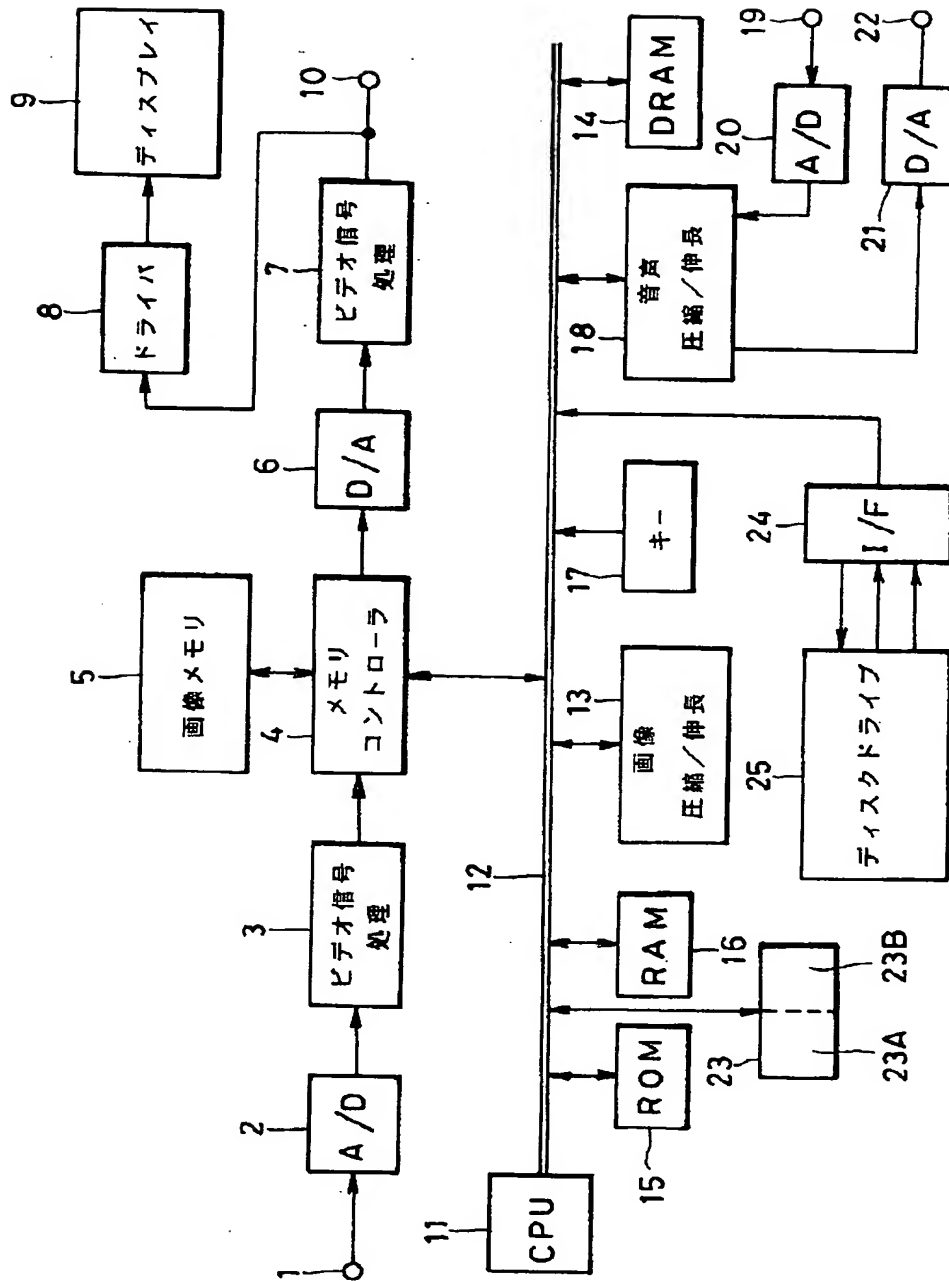 1
2
A/D
3
ビデオ信号
処理
4
メモリ
コントローラ
5
画像メモリ
6
D/A
7
ビデオ信号
処理
8
ドライバ
9
ディスプレイ
10
11
CPU
12
15
ROM
16
RAM
13
画像
圧縮/伸長
17
キー
18
音声
圧縮/伸長
14
DRAM
20
A/D
19
21
D/A
22
23
23A
23B
25
ディスクドライブ
24
I/F